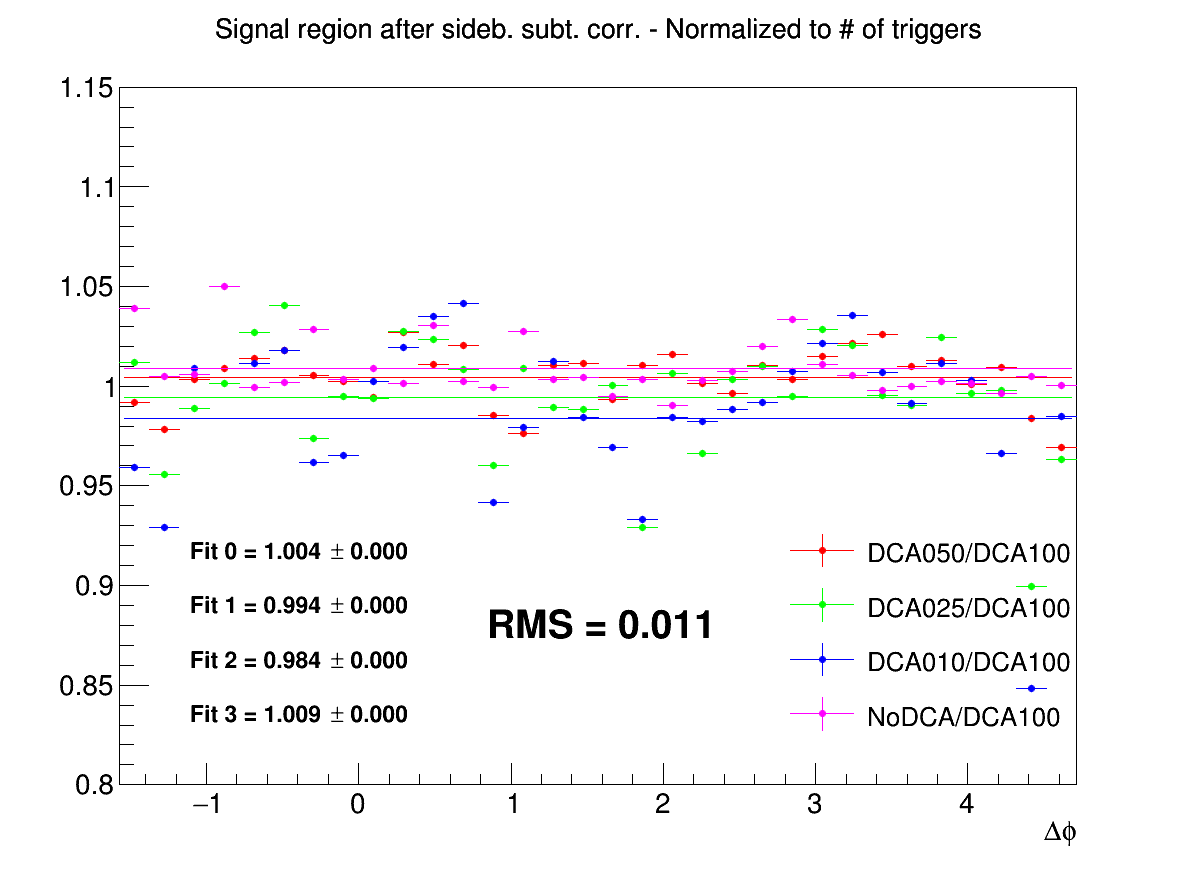 Signal region after sideb. subt. corr. - Normalized to # of triggers
1.15
1.1
1.05
1
0.95
0.9
0.85
0.8
Fit 0 = 1.004 ± 0.000
Fit 1 = 0.994 ± 0.000
Fit 2 = 0.984 ± 0.000
Fit 3 = 1.009 ± 0.000
RMS = 0.011
DCA050/DCA100
DCA025/DCA100
DCA010/DCA100
NoDCA/DCA100
−1 0 1 2 3 4
Δϕ